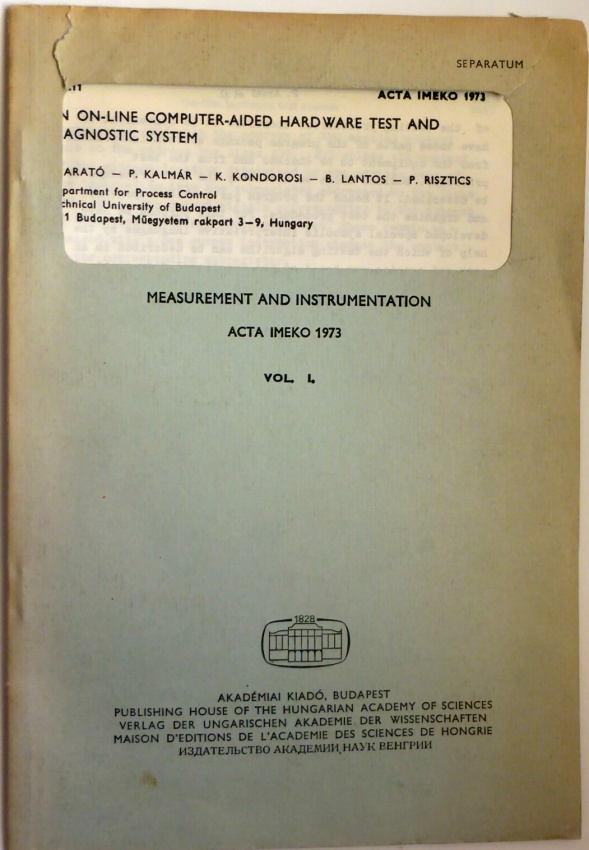 SEPARATUM
ACTA IMEKO 1973
ON-LINE COMPUTER-AIDED HARDWARE TEST AND
AGNOSTIC SYSTEM
ARATÓ — P. KALMÁR — K. KONDOROSI — B. LANTOS — P. RISZTICS
partment for Process Control
chnical University of Budapest
1 Budapest, Műegyetem rakpart 3–9, Hungary
MEASUREMENT AND INSTRUMENTATION
ACTA IMEKO 1973
VOL. I.
1828
AKADÉMIAI KIADÓ, BUDAPEST
PUBLISHING HOUSE OF THE HUNGARIAN ACADEMY OF SCIENCES
VERLAG DER UNGARISCHEN AKADEMIE DER WISSENSCHAFTEN
MAISON D'EDITIONS DE L'ACADEMIE DES SCIENCES DE HONGRIE
ИЗДАТЕЛЬСТВО АКАДЕМИИ НАУК ВЕНГРИИ